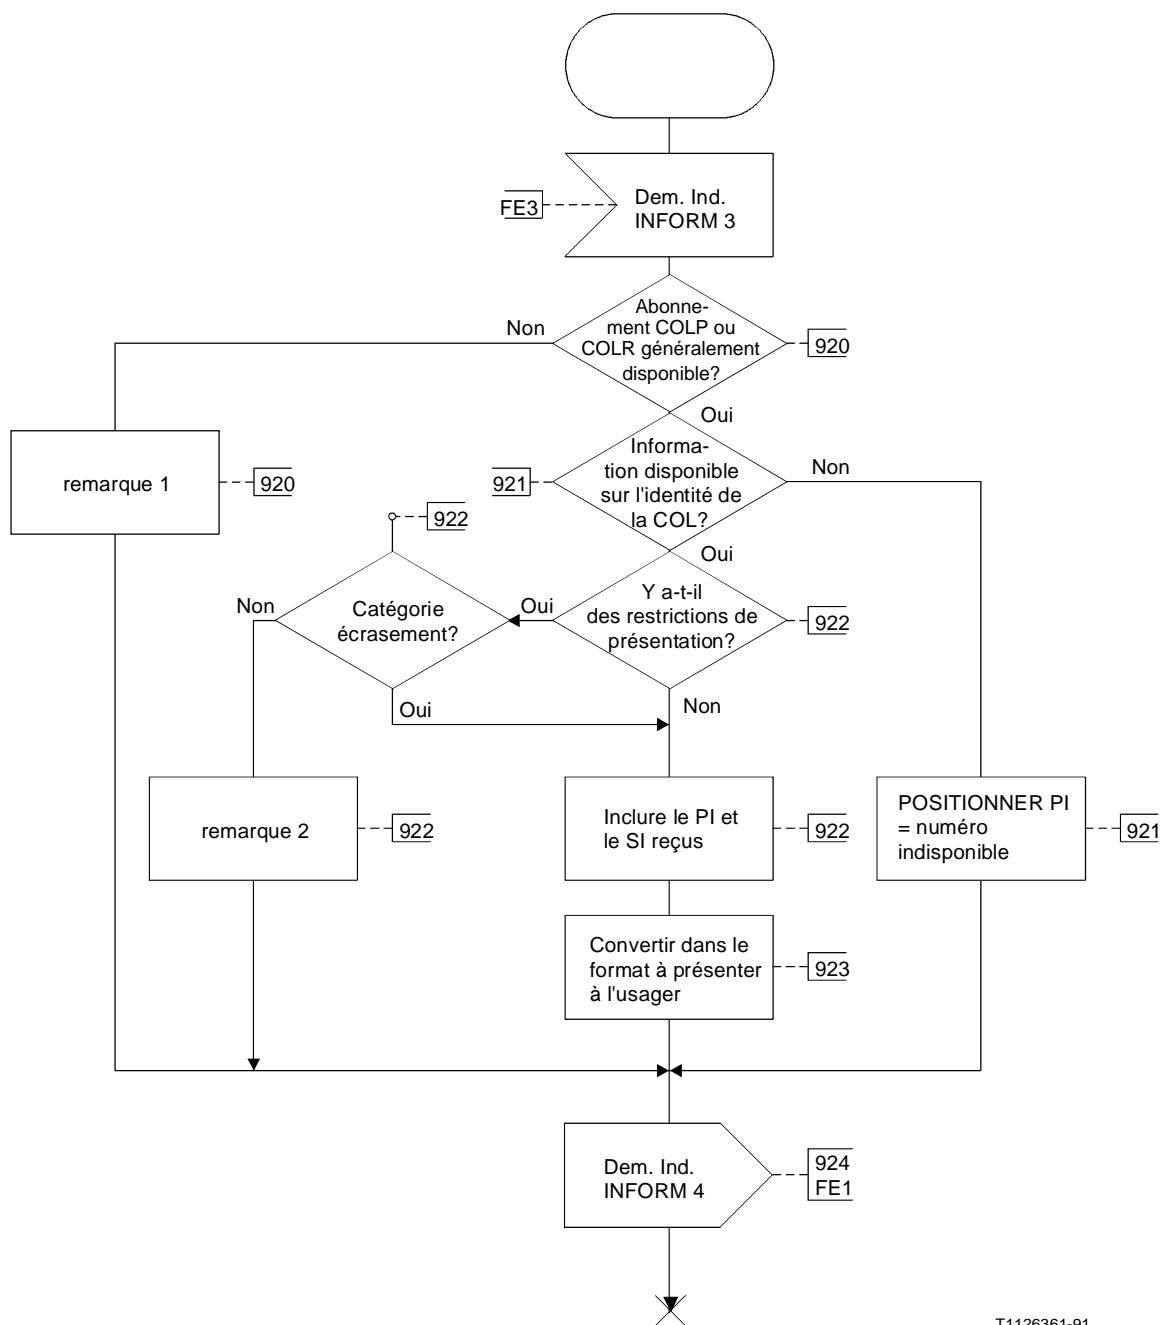 Dem. Ind.
INFORM 3
FE3
Abonne-
ment COLP ou
COLR généralement
disponible?
Non
920
Oui
remarque 1
920
Informa-
tion disponible
sur l'identité de
la COL?
921
Non
922
Oui
Non
Catégorie
écrasement?
Oui
Y a-t-il
des restrictions de
présentation?
922
Oui
Non
remarque 2
922
Inclure le PI et
le SI reçus
922
POSITIONNER PI
= numéro
indisponible
921
Convertir dans le
format à présenter
à l'usager
923
Dem. Ind.
INFORM 4
924
FE1
T1126361-91